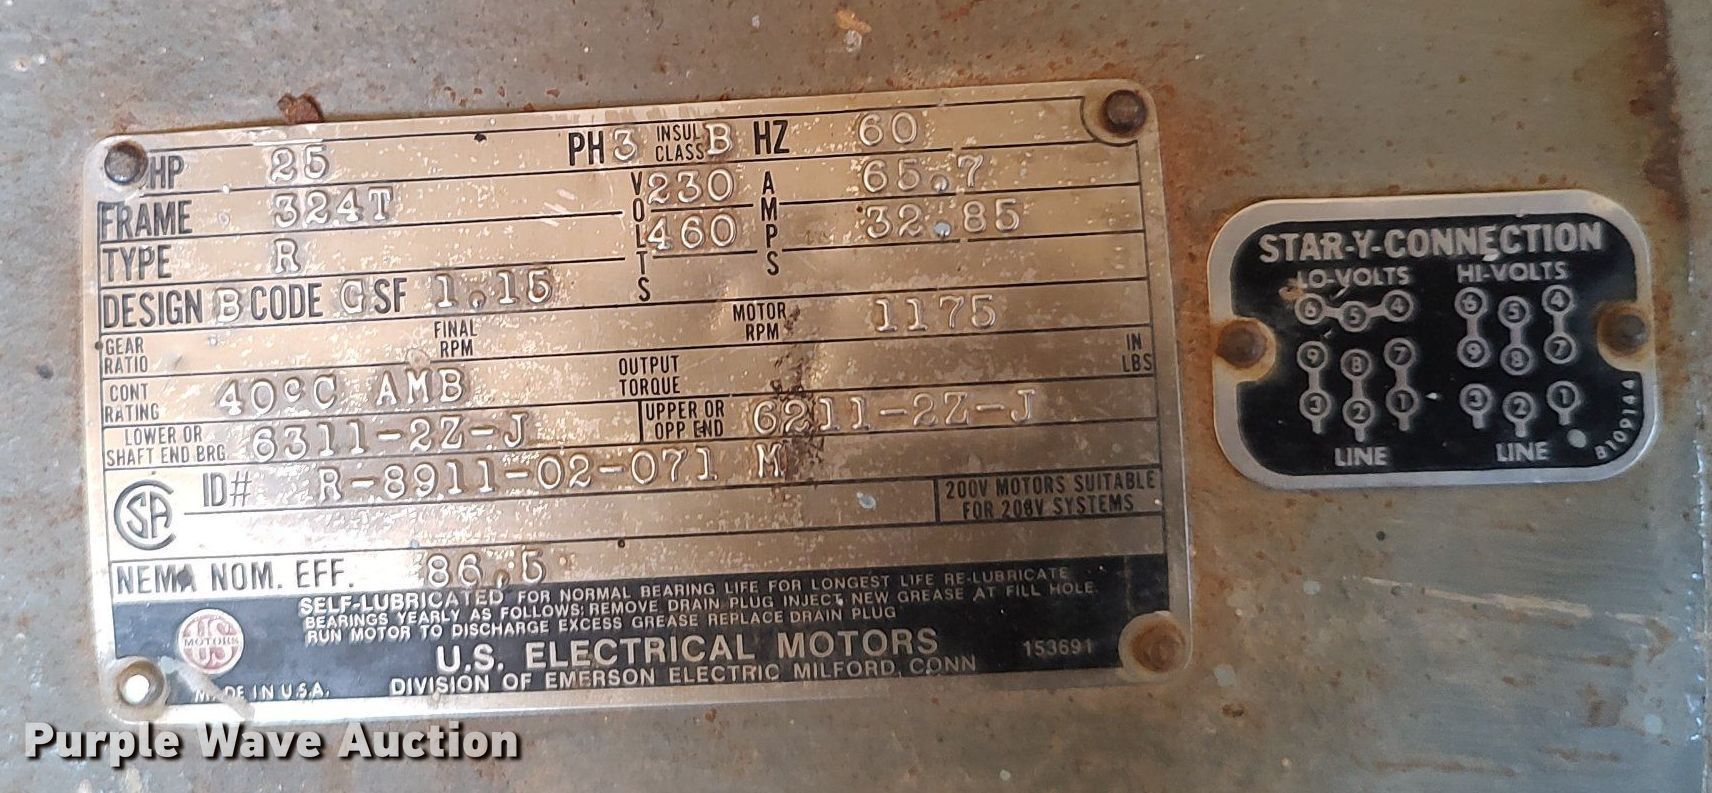 HP 25 PH 3 INSUL CLASS B HZ 60
FRAME 324T VOLTS 230 AMPS 65.7
TYPE R 460 32.85
DESIGN B CODE G SF 1.15
GEAR RATIO FINAL RPM MOTOR RPM 1175
CONT RATING 40°C AMB OUTPUT TORQUE IN LBS
LOWER OR SHAFT END BRG 6311-2Z-J UPPER OR OPP END 6211-2Z-J
SA ID# R-8911-02-071 M
200V MOTORS SUITABLE
FOR 208V SYSTEMS
NEMA NOM. EFF. 86.5
SELF-LUBRICATED FOR NORMAL BEARING LIFE FOR LONGEST LIFE RE-LUBRICATE
BEARINGS YEARLY AS FOLLOWS: REMOVE DRAIN PLUG INJECT NEW GREASE AT FILL HOLE.
RUN MOTOR TO DISCHARGE EXCESS GREASE REPLACE DRAIN PLUG
US MOTORS
U.S. ELECTRICAL MOTORS 153691
MADE IN U.S.A. DIVISION OF EMERSON ELECTRIC MILFORD, CONN
STAR-Y-CONNECTION
LO-VOLTS HI-VOLTS
6 5 4 6 5 4
9 8 7 9 8 7
3 2 1 3 2 1
LINE LINE
B109144
Purple Wave Auction